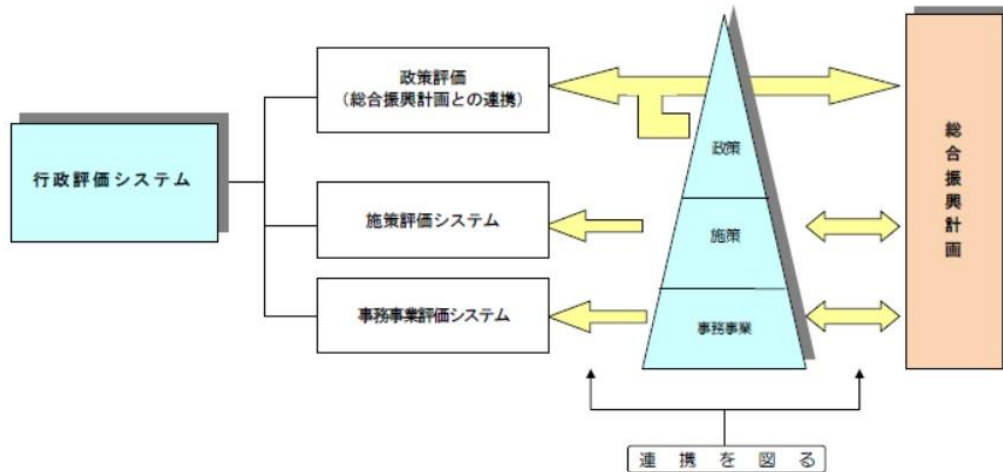 政策評価
(総合振興計画との連携)
行政評価システム
施策評価システム
事務事業評価システム
政策
施策
事務事業
総合振興計画
連携を図る